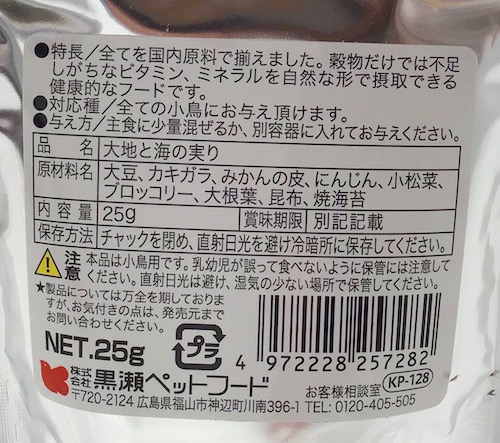 ●特長／全てを国内原料で揃えました。穀物だけでは不足
しがちなビタミン、ミネラルを自然な形で摂取できる
健康的なフードです。
●対応種／全ての小鳥にお与え頂けます。
●与え方／主食に少量混ぜるか、別容器に入れてお与えください。
品名 大地と海の実り
原材料名 大豆、カキガラ、みかんの皮、にんじん、小松菜、
ブロッコリー、大根葉、昆布、焼海苔
内容量 25g 賞味期限 別記記載
保存方法 チャックを閉め、直射日光を避け冷暗所に保存してください。
注意 本品は小鳥用です。乳幼児が誤って食べないように保管には注意して
ください。直射日光は避け、湿気の少ない場所で保管してください。
★製品については万全を期しております
が、お気付きの点は、発売元まで
お問い合わせください。
NET.25g
プラ
4 972228 257282
株式会社 黒瀬ペットフード
お客様相談室 KP-128
〒720-2124 広島県福山市神辺町川南396-1 TEL: 0120-405-505